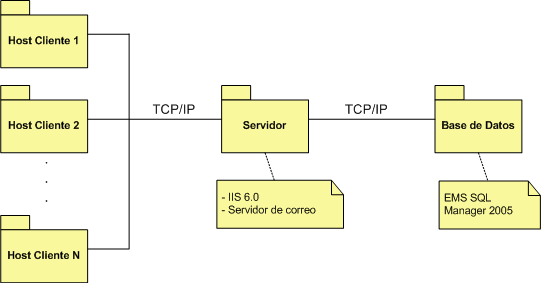 Host Cliente 1
TCP/IP
TCP/IP
Host Cliente 2
Servidor
Base de Datos
- IIS 6.0
- Servidor de correo
EMS SQL
Manager 2005
Host Cliente N